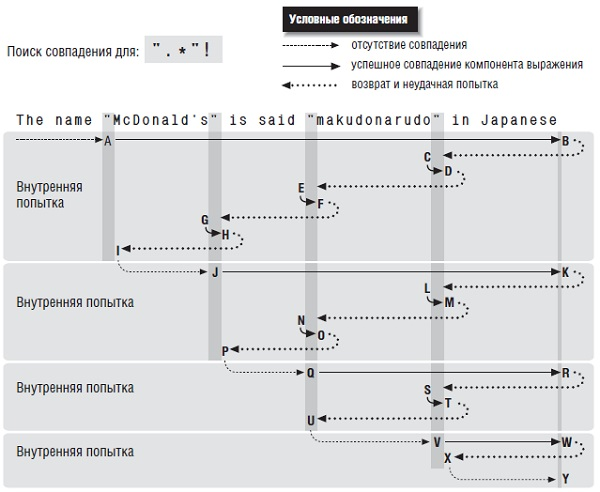 Условные обозначения
Поиск совпадения для: ".*"!
отсутствие совпадения
успешное совпадение компонента выражения
возврат и неудачная попытка
The name "McDonald's" is said "makudonarudo" in Japanese
A B
C
D
Внутренняя
попытка
E
F
G
H
I
J K
Внутренняя попытка
L
M
N
O
P
Q R
Внутренняя попытка
S
T
U
V W
Внутренняя попытка
X
Y